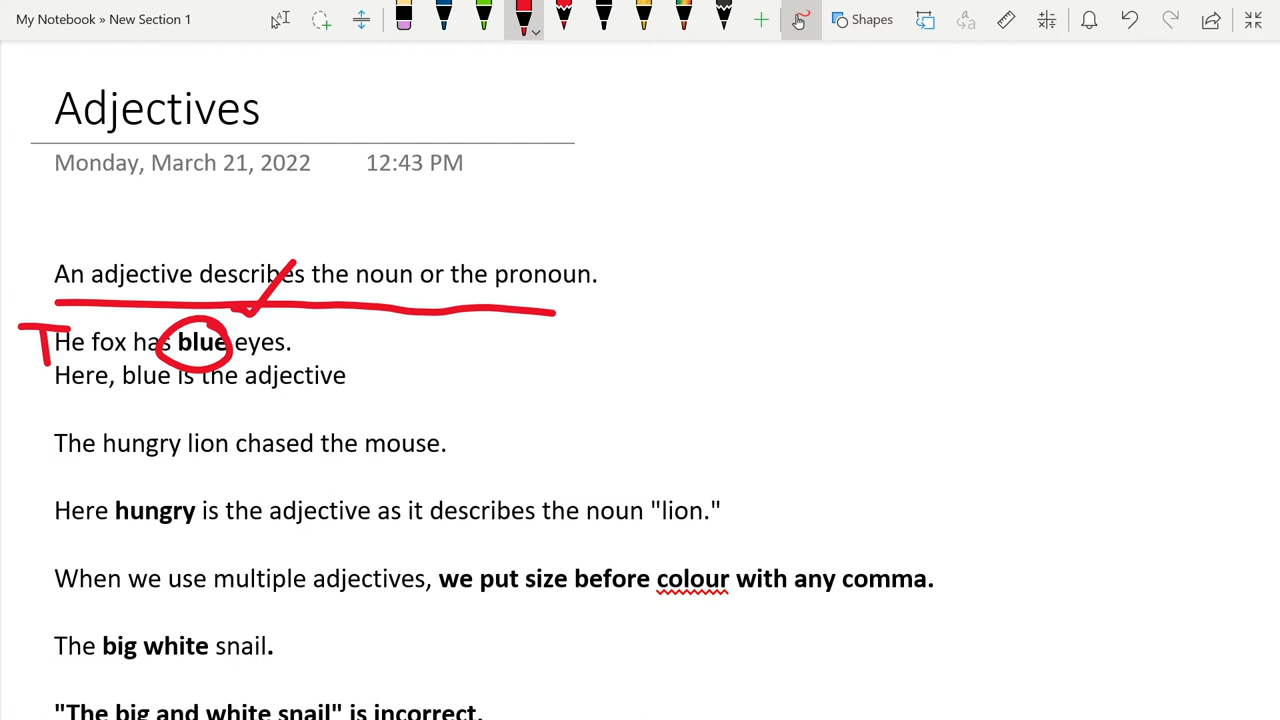 My Notebook » New Section 1
Shapes
Adjectives
Monday, March 21, 2022 12:43 PM
An adjective describes the noun or the pronoun.
THe fox has blue eyes.
Here, blue is the adjective
The hungry lion chased the mouse.
Here hungry is the adjective as it describes the noun "lion."
When we use multiple adjectives, we put size before colour with any comma.
The big white snail.
"The big and white snail" is incorrect.